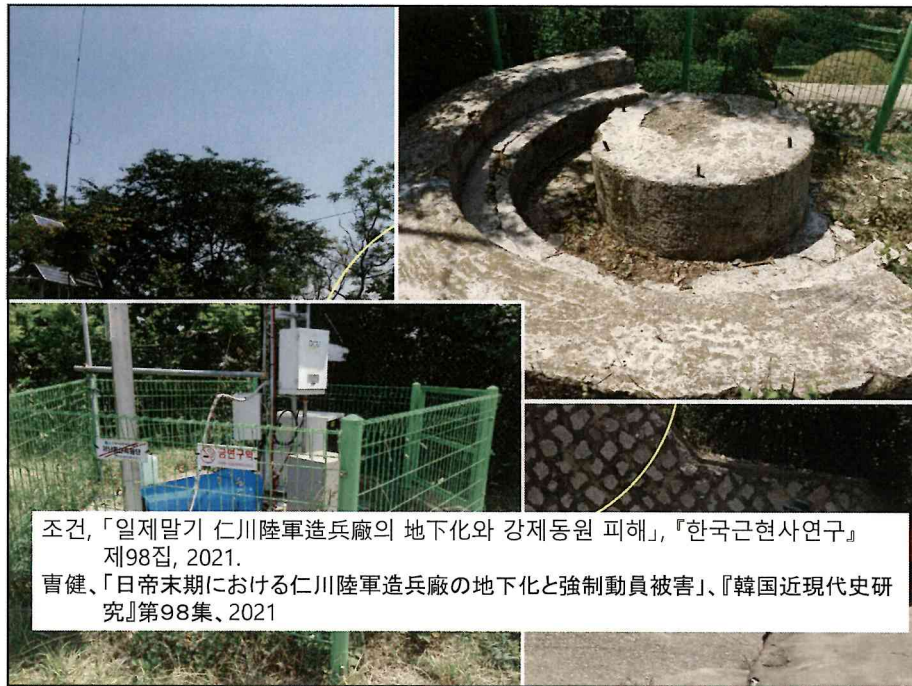 금연구역
조건, 「일제말기 仁川陸軍造兵廠의 地下化와 강제동원 피해」, 『한국근현사연구』
제98집, 2021.
曺健、「日帝末期における仁川陸軍造兵廠の地下化と強制動員被害」、『韓国近現代史研
究』第98集、2021